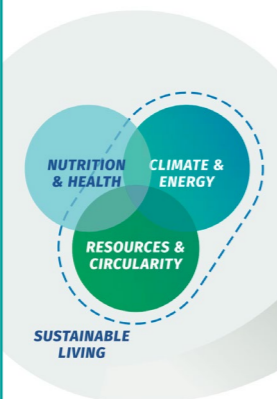 NUTRITION
& HEALTH
CLIMATE &
ENERGY
RESOURCES &
CIRCULARITY
SUSTAINABLE
LIVING